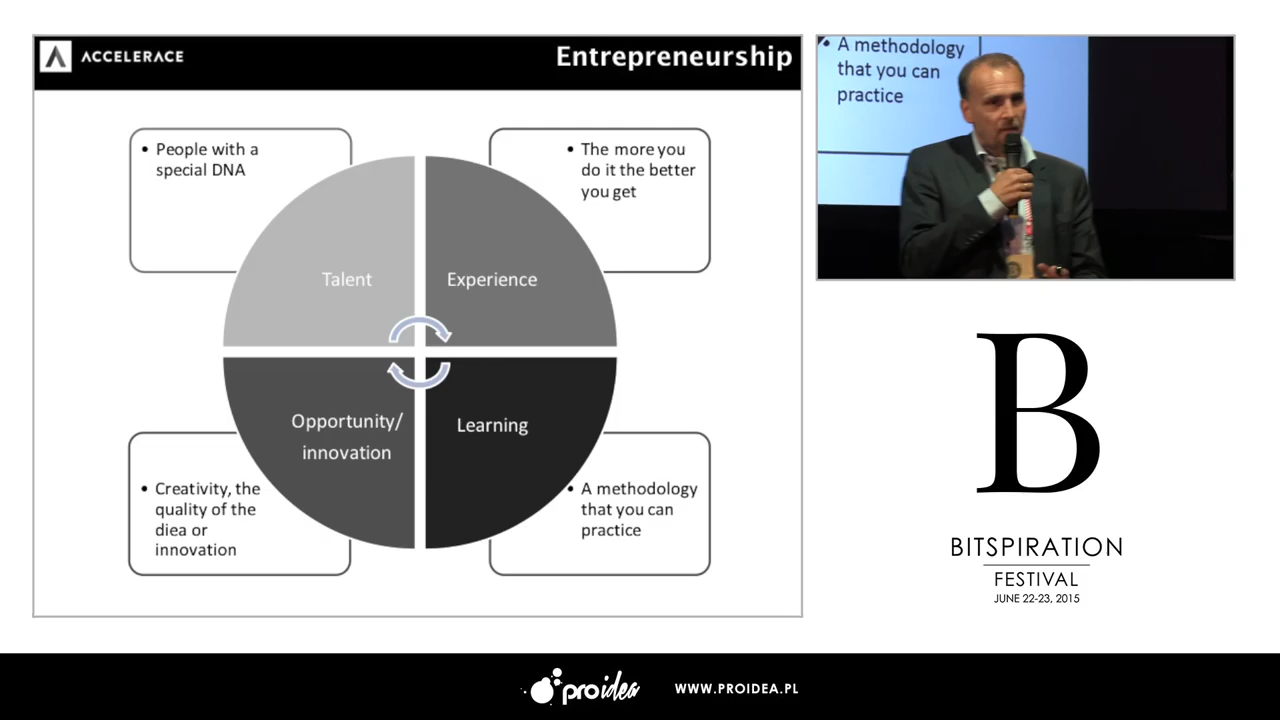 ACCELERACE
Entrepreneurship
• People with a
special DNA
• The more you
do it the better
you get
Talent
Experience
Opportunity/
innovation
Learning
• Creativity, the
quality of the
diea or
innovation
• A methodology
that you can
practice
• A methodology
that you can
practice
B
BITSPIRATION
FESTIVAL
JUNE 22-23, 2015
proidea
WWW.PROIDEA.PL